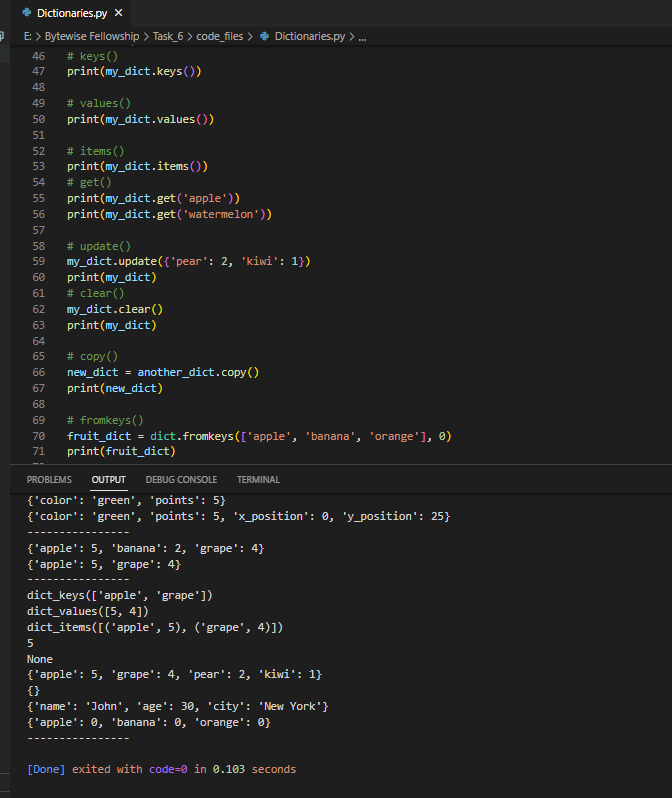 Dictionaries.py
E: > Bytewise Fellowship > Task_6 > code_files > Dictionaries.py > ...
46 # keys()
47 print(my_dict.keys())
48
49 # values()
50 print(my_dict.values())
51
52 # items()
53 print(my_dict.items())
54 # get()
55 print(my_dict.get('apple'))
56 print(my_dict.get('watermelon'))
57
58 # update()
59 my_dict.update({'pear': 2, 'kiwi': 1})
60 print(my_dict)
61 # clear()
62 my_dict.clear()
63 print(my_dict)
64
65 # copy()
66 new_dict = another_dict.copy()
67 print(new_dict)
68
69 # fromkeys()
70 fruit_dict = dict.fromkeys(['apple', 'banana', 'orange'], 0)
71 print(fruit_dict)
PROBLEMS OUTPUT DEBUG CONSOLE TERMINAL
{'color': 'green', 'points': 5}
{'color': 'green', 'points': 5, 'x_position': 0, 'y_position': 25}
----------------
{'apple': 5, 'banana': 2, 'grape': 4}
{'apple': 5, 'grape': 4}
----------------
dict_keys(['apple', 'grape'])
dict_values([5, 4])
dict_items([('apple', 5), ('grape', 4)])
5
None
{'apple': 5, 'grape': 4, 'pear': 2, 'kiwi': 1}
{}
{'name': 'John', 'age': 30, 'city': 'New York'}
{'apple': 0, 'banana': 0, 'orange': 0}
----------------
[Done] exited with code=0 in 0.103 seconds